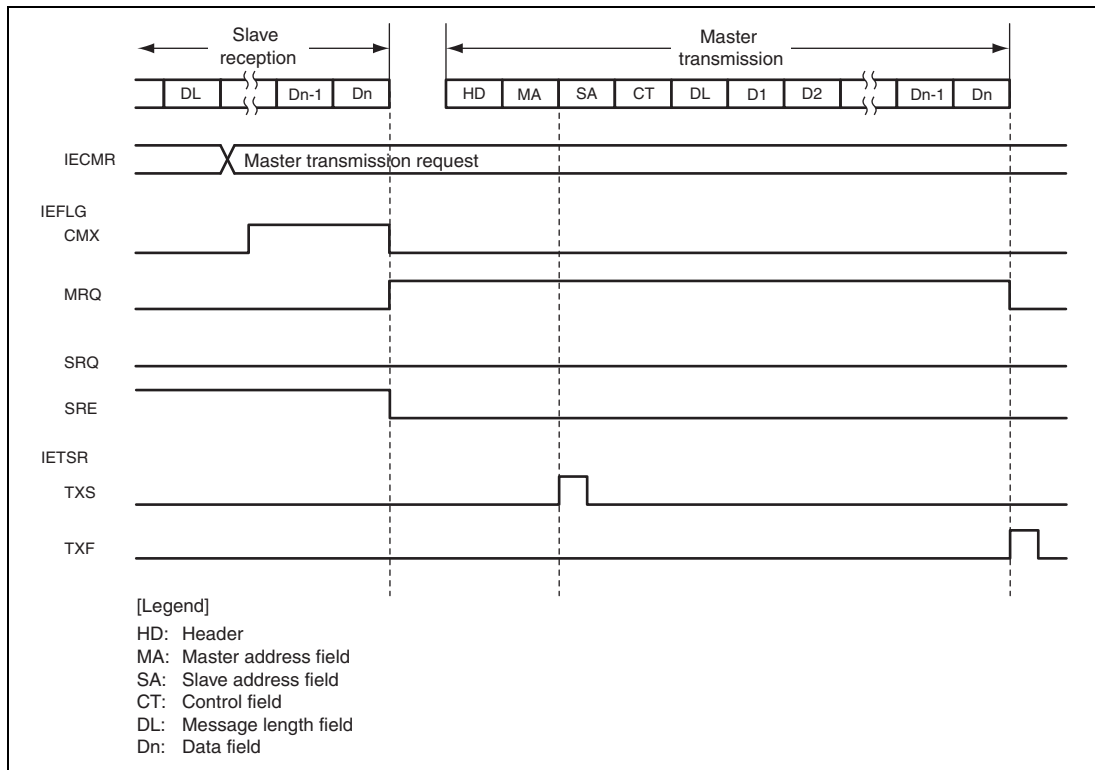 Slave
reception
Master
transmission
DL Dn-1 Dn HD MA SA CT DL D1 D2 Dn-1 Dn
IECMR Master transmission request
IEFLG
CMX
MRQ
SRQ
SRE
IETSR
TXS
TXF
[Legend]
HD: Header
MA: Master address field
SA: Slave address field
CT: Control field
DL: Message length field
Dn: Data field